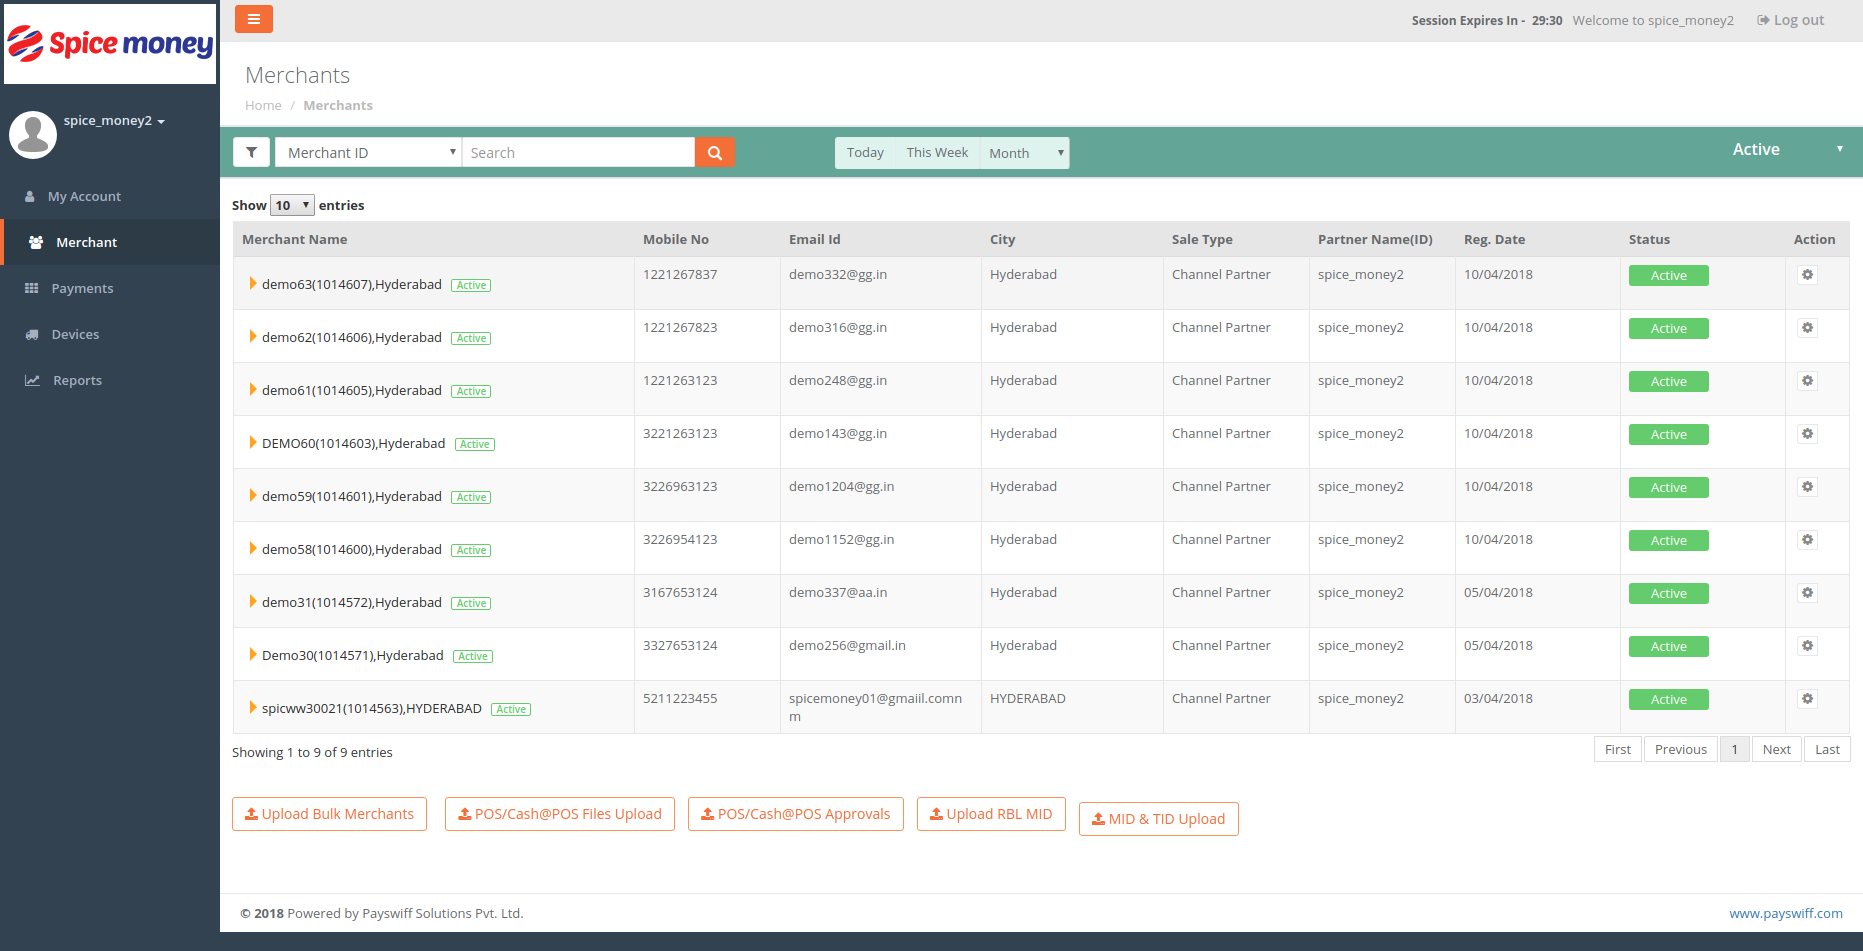 Spice money
Session Expires In - 29:30 Welcome to spice_money2 Log out
spice_money2
My Account
Merchant
Payments
Devices
Reports
Merchants
Home / Merchants
Merchant ID Search Today This Week Month Active
Show 10 entries
Merchant Name Mobile No Email Id City Sale Type Partner Name(ID) Reg. Date Status Action
demo63(1014607),Hyderabad Active 1221267837 demo332@gg.in Hyderabad Channel Partner spice_money2 10/04/2018 Active
demo62(1014606),Hyderabad Active 1221267823 demo316@gg.in Hyderabad Channel Partner spice_money2 10/04/2018 Active
demo61(1014605),Hyderabad Active 1221263123 demo248@gg.in Hyderabad Channel Partner spice_money2 10/04/2018 Active
DEMO60(1014603),Hyderabad Active 3221263123 demo143@gg.in Hyderabad Channel Partner spice_money2 10/04/2018 Active
demo59(1014601),Hyderabad Active 3226963123 demo1204@gg.in Hyderabad Channel Partner spice_money2 10/04/2018 Active
demo58(1014600),Hyderabad Active 3226954123 demo1152@gg.in Hyderabad Channel Partner spice_money2 10/04/2018 Active
demo31(1014572),Hyderabad Active 3167653124 demo337@aa.in Hyderabad Channel Partner spice_money2 05/04/2018 Active
Demo30(1014571),Hyderabad Active 3327653124 demo256@gmail.in Hyderabad Channel Partner spice_money2 05/04/2018 Active
spicww30021(1014563),HYDERABAD Active 5211223455 spicemoney01@gmaiil.comn HYDERABAD Channel Partner spice_money2 03/04/2018 Active
m
Showing 1 to 9 of 9 entries First Previous 1 Next Last
Upload Bulk Merchants POS/Cash@POS Files Upload POS/Cash@POS Approvals Upload RBL MID MID & TID Upload
© 2018 Powered by Payswiff Solutions Pvt. Ltd. www.payswiff.com